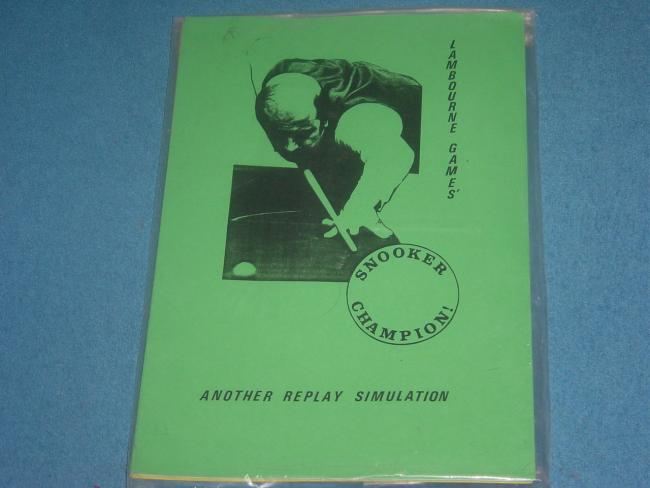 LAMBOURNE GAMES'
SNOOKER
CHAMPION!
ANOTHER REPLAY SIMULATION